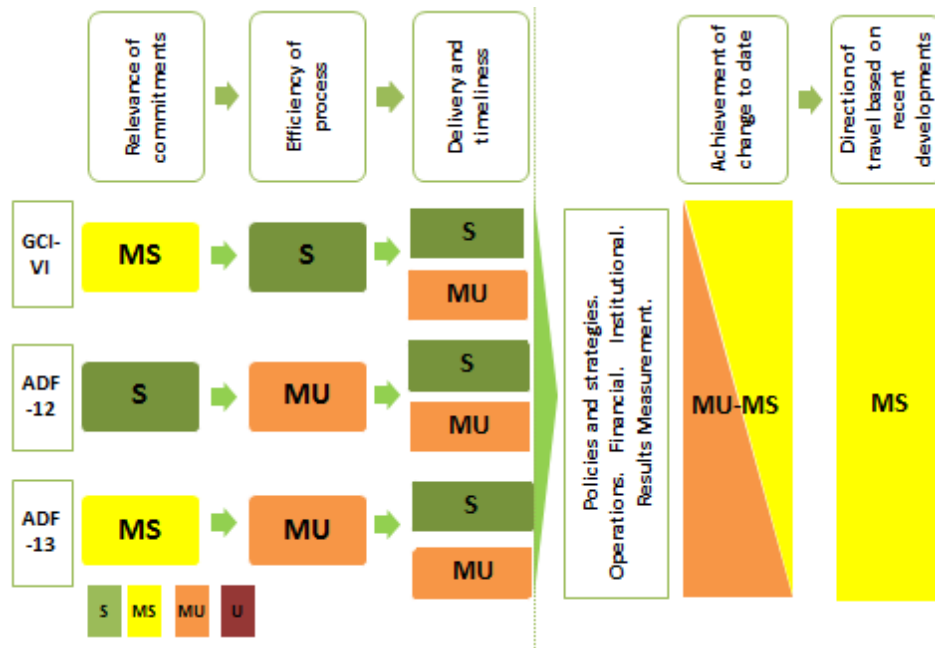 Relevance of
commitments
Efficiency of
process
Delivery and
timeliness
Achievement of
change to date
Direction of
travel based on
recent
developments
GCI-
VI
MS
S
S
MU
ADF
-12
S
MU
S
MU
ADF
-13
MS
MU
S
MU
Policies and strategies.
Operations. Financial. Institutional.
Results Measurement.
MU-MS
MS
S
MS
MU
U